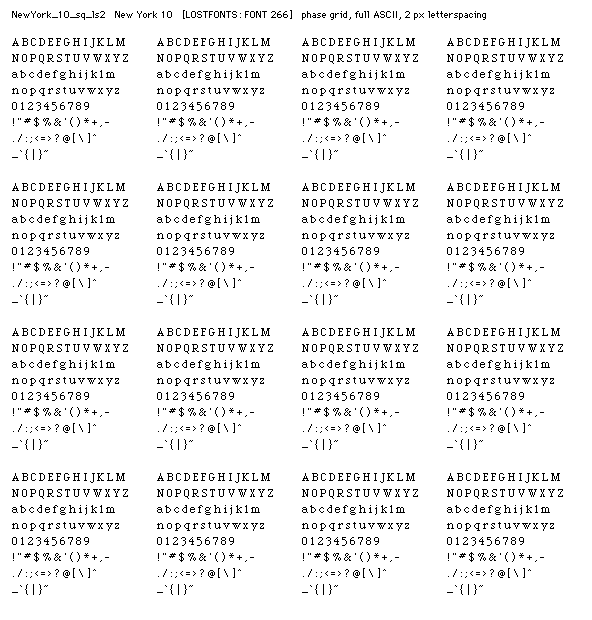 NewYork_10_sq_ls2   New York 10   [LOSTFONTS: FONT 266]   phase grid, full ASCII, 2 px letterspacing
ABCDEFGHIJKLM ABCDEFGHIJKLM ABCDEFGHIJKLM ABCDEFGHIJKLM
NOPQRSTUVWXYZ NOPQRSTUVWXYZ NOPQRSTUVWXYZ NOPQRSTUVWXYZ
abcdefghijklm abcdefghijklm abcdefghijklm abcdefghijklm
nopqrstuvwxyz nopqrstuvwxyz nopqrstuvwxyz nopqrstuvwxyz
0123456789 0123456789 0123456789 0123456789
!"#$%&'()*+,- !"#$%&'()*+,- !"#$%&'()*+,- !"#$%&'()*+,-
./:;<=>?@[\]^ ./:;<=>?@[\]^ ./:;<=>?@[\]^ ./:;<=>?@[\]^
_`{|}~ _`{|}~ _`{|}~ _`{|}~
ABCDEFGHIJKLM ABCDEFGHIJKLM ABCDEFGHIJKLM ABCDEFGHIJKLM
NOPQRSTUVWXYZ NOPQRSTUVWXYZ NOPQRSTUVWXYZ NOPQRSTUVWXYZ
abcdefghijklm abcdefghijklm abcdefghijklm abcdefghijklm
nopqrstuvwxyz nopqrstuvwxyz nopqrstuvwxyz nopqrstuvwxyz
0123456789 0123456789 0123456789 0123456789
!"#$%&'()*+,- !"#$%&'()*+,- !"#$%&'()*+,- !"#$%&'()*+,-
./:;<=>?@[\]^ ./:;<=>?@[\]^ ./:;<=>?@[\]^ ./:;<=>?@[\]^
_`{|}~ _`{|}~ _`{|}~ _`{|}~
ABCDEFGHIJKLM ABCDEFGHIJKLM ABCDEFGHIJKLM ABCDEFGHIJKLM
NOPQRSTUVWXYZ NOPQRSTUVWXYZ NOPQRSTUVWXYZ NOPQRSTUVWXYZ
abcdefghijklm abcdefghijklm abcdefghijklm abcdefghijklm
nopqrstuvwxyz nopqrstuvwxyz nopqrstuvwxyz nopqrstuvwxyz
0123456789 0123456789 0123456789 0123456789
!"#$%&'()*+,- !"#$%&'()*+,- !"#$%&'()*+,- !"#$%&'()*+,-
./:;<=>?@[\]^ ./:;<=>?@[\]^ ./:;<=>?@[\]^ ./:;<=>?@[\]^
_`{|}~ _`{|}~ _`{|}~ _`{|}~
ABCDEFGHIJKLM ABCDEFGHIJKLM ABCDEFGHIJKLM ABCDEFGHIJKLM
NOPQRSTUVWXYZ NOPQRSTUVWXYZ NOPQRSTUVWXYZ NOPQRSTUVWXYZ
abcdefghijklm abcdefghijklm abcdefghijklm abcdefghijklm
nopqrstuvwxyz nopqrstuvwxyz nopqrstuvwxyz nopqrstuvwxyz
0123456789 0123456789 0123456789 0123456789
!"#$%&'()*+,- !"#$%&'()*+,- !"#$%&'()*+,- !"#$%&'()*+,-
./:;<=>?@[\]^ ./:;<=>?@[\]^ ./:;<=>?@[\]^ ./:;<=>?@[\]^
_`{|}~ _`{|}~ _`{|}~ _`{|}~